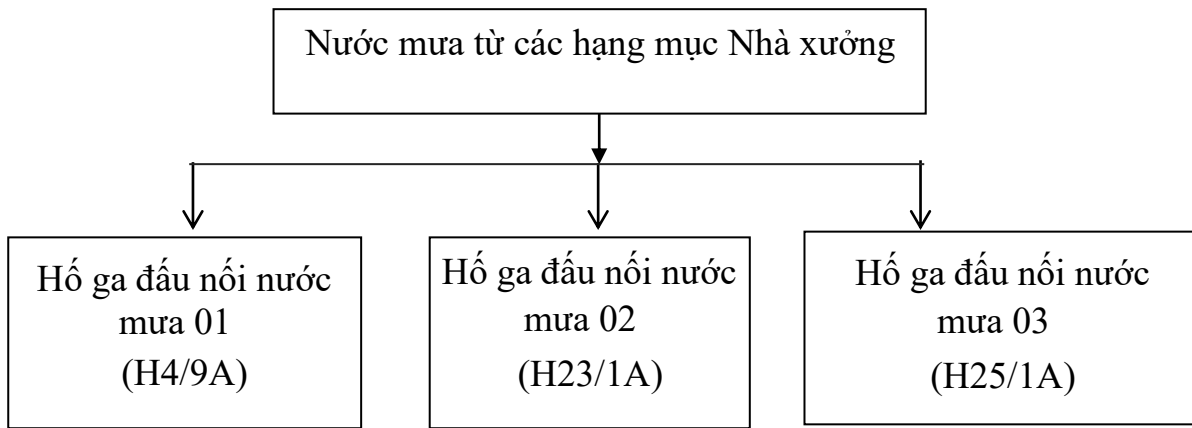 Nước mưa từ các hạng mục Nhà xưởng
Hố ga đấu nối nước
mưa 01
(H4/9A)
Hố ga đấu nối nước
mưa 02
(H23/1A)
Hố ga đấu nối nước
mưa 03
(H25/1A)